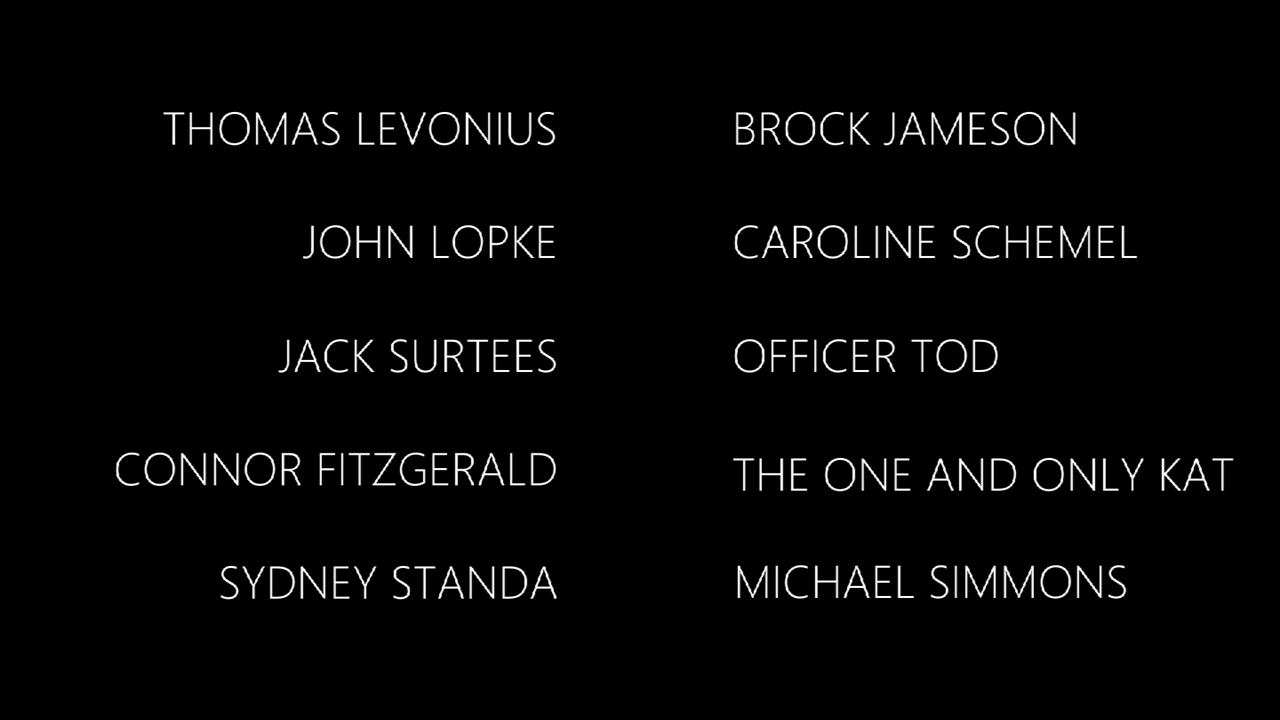 THOMAS LEVONIUS BROCK JAMESON
JOHN LOPKE CAROLINE SCHEMEL
JACK SURTEES OFFICER TOD
CONNOR FITZGERALD THE ONE AND ONLY KAT
SYDNEY STANDA MICHAEL SIMMONS